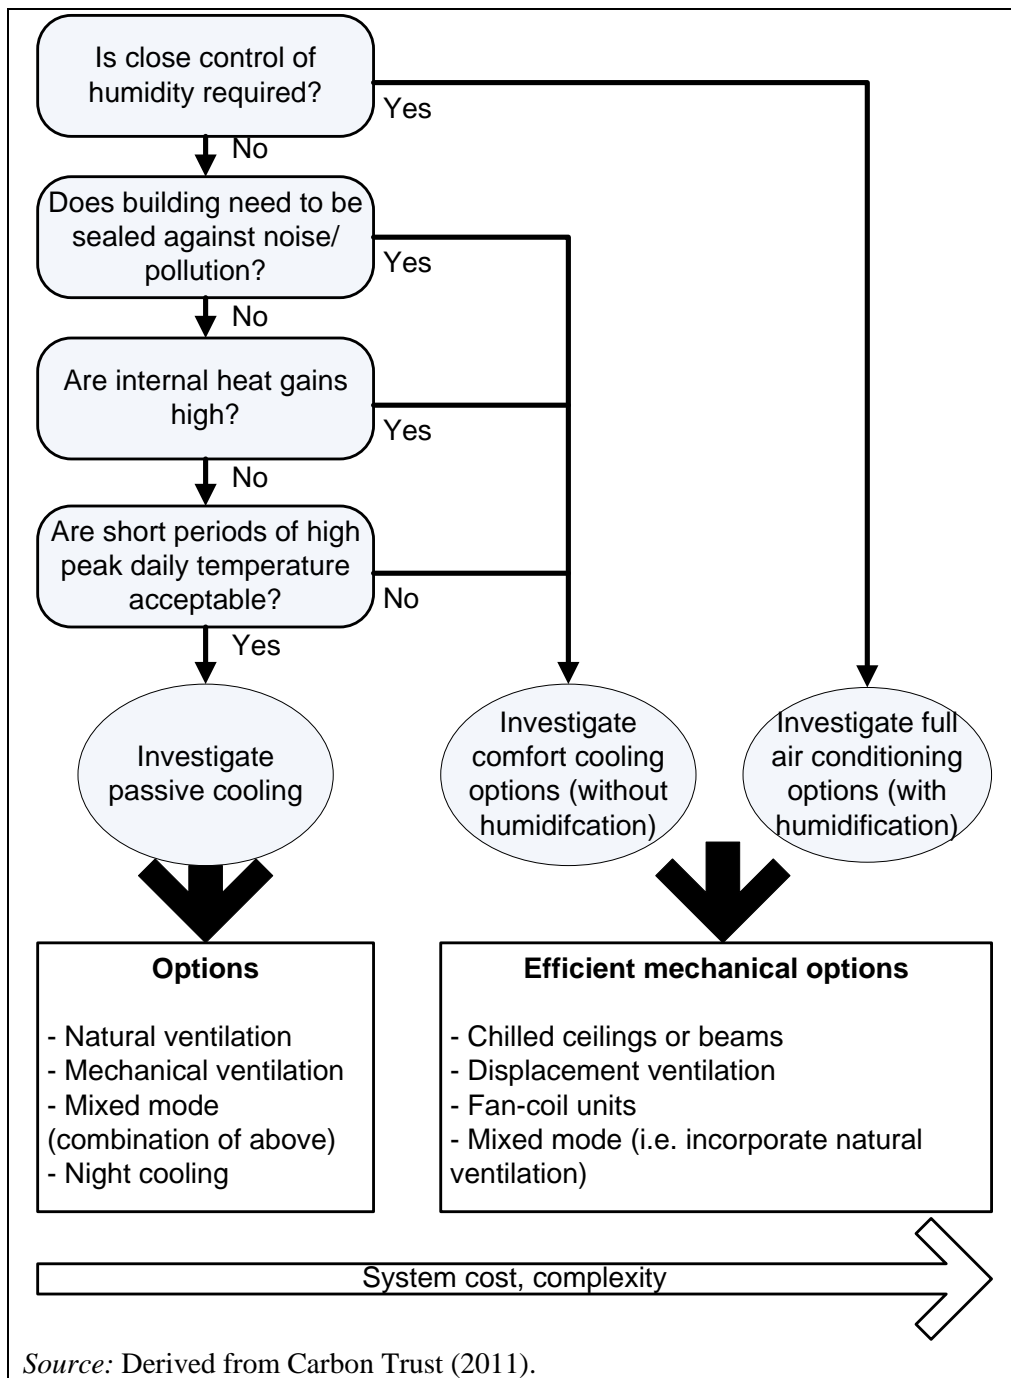 Is close control of
humidity required?
Yes
No
Does building need to be
sealed against noise/
pollution?
Yes
No
Are internal heat gains
high?
Yes
No
Are short periods of high
peak daily temperature
acceptable?
No
Yes
Investigate
passive cooling
Investigate
comfort cooling
options (without
humidifcation)
Investigate full
air conditioning
options (with
humidification)
Options
- Natural ventilation
- Mechanical ventilation
- Mixed mode
(combination of above)
- Night cooling
Efficient mechanical options
- Chilled ceilings or beams
- Displacement ventilation
- Fan-coil units
- Mixed mode (i.e. incorporate natural
ventilation)
System cost, complexity
Source: Derived from Carbon Trust (2011).